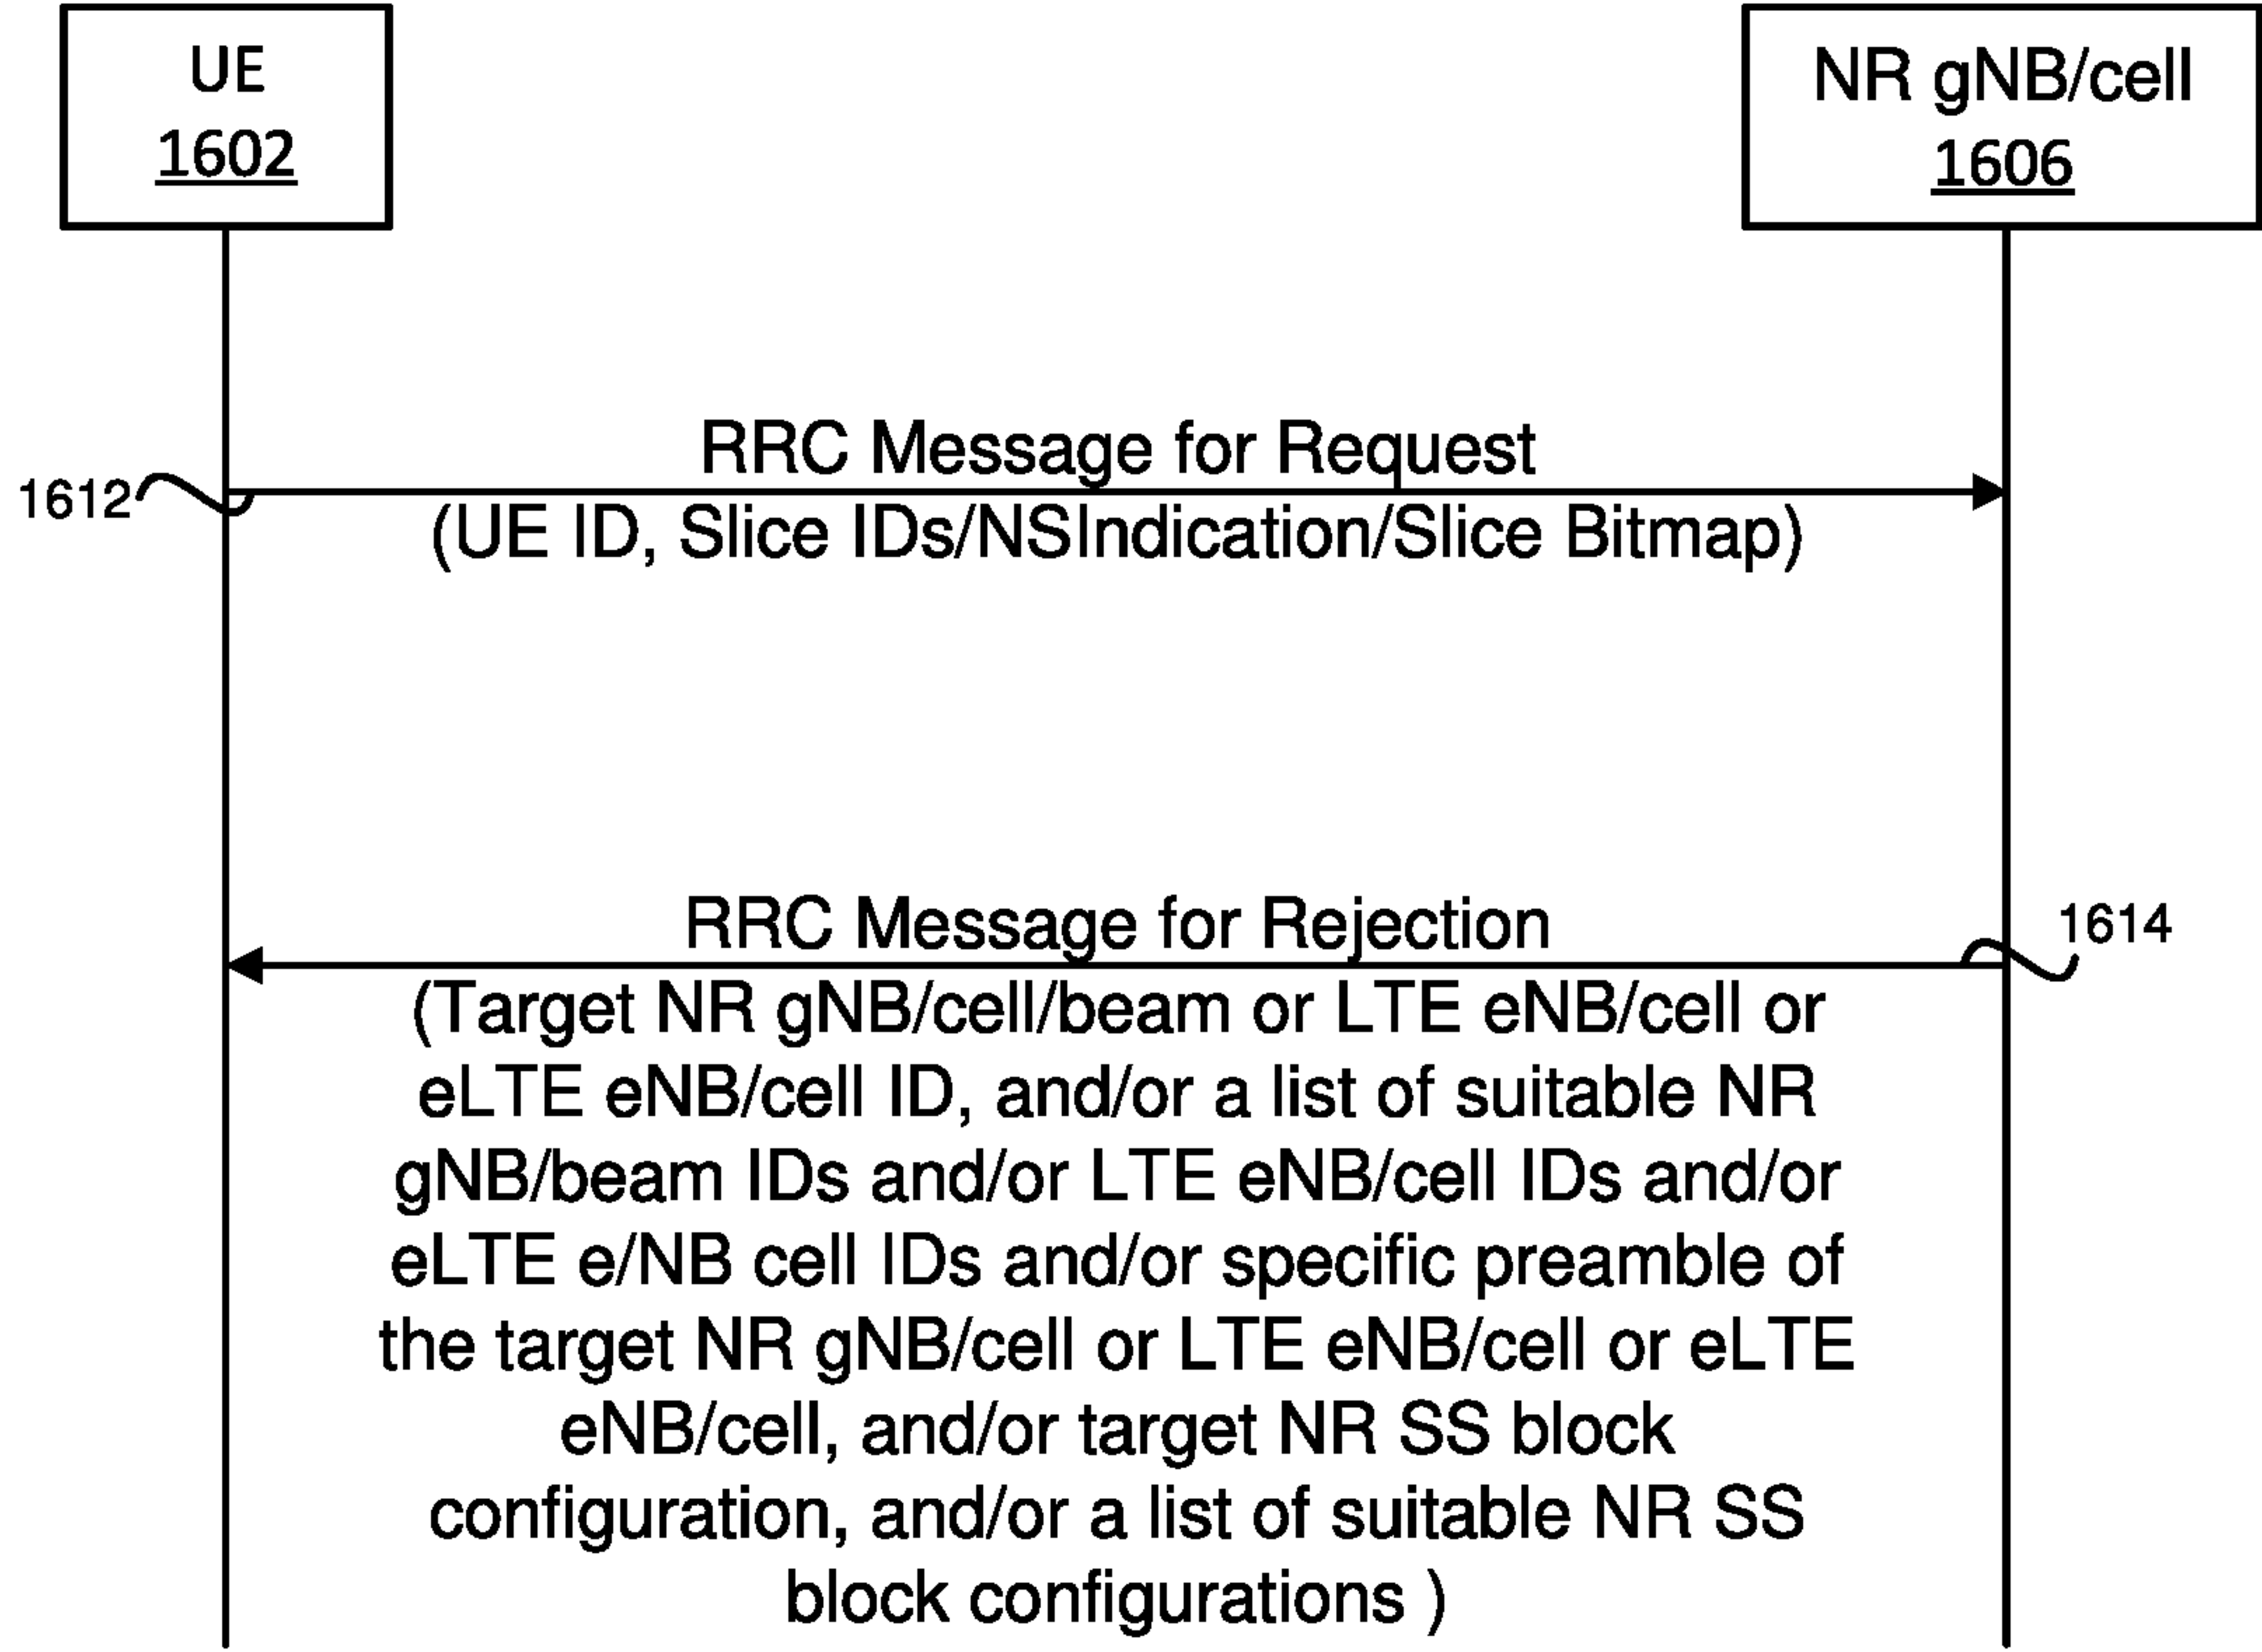 UE
1602
NR gNB/cell
1606
RRC Message for Request
1612
(UE ID, Slice IDs/NSIndication/Slice Bitmap)
RRC Message for Rejection
1614
(Target NR gNB/cell/beam or LTE eNB/cell or
eLTE eNB/cell ID, and/or a list of suitable NR
gNB/beam IDs and/or LTE eNB/cell IDs and/or
eLTE e/NB cell IDs and/or specific preamble of
the target NR gNB/cell or LTE eNB/cell or eLTE
eNB/cell, and/or target NR SS block
configuration, and/or a list of suitable NR SS
block configurations )